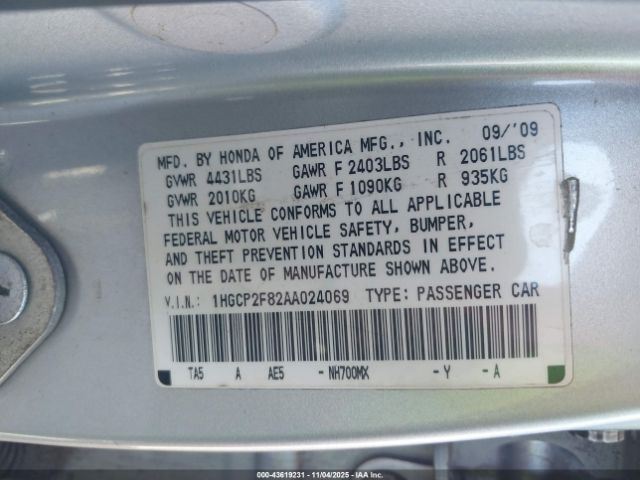 MFD. BY HONDA OF AMERICA MFG., INC. 09/'09
GVWR 4431LBS GAWR F 2403LBS R 2061LBS
GVWR 2010KG GAWR F 1090KG R 935KG
THIS VEHICLE CONFORMS TO ALL APPLICABLE
FEDERAL MOTOR VEHICLE SAFETY, BUMPER,
AND THEFT PREVENTION STANDARDS IN EFFECT
ON THE DATE OF MANUFACTURE SHOWN ABOVE.
V.I.N.: 1HGCP2F82AA024069 TYPE: PASSENGER CAR
TA5 A AE5 - NH700MX - Y - A
000-43619231 - 11/04/2025 - IAAI.COM